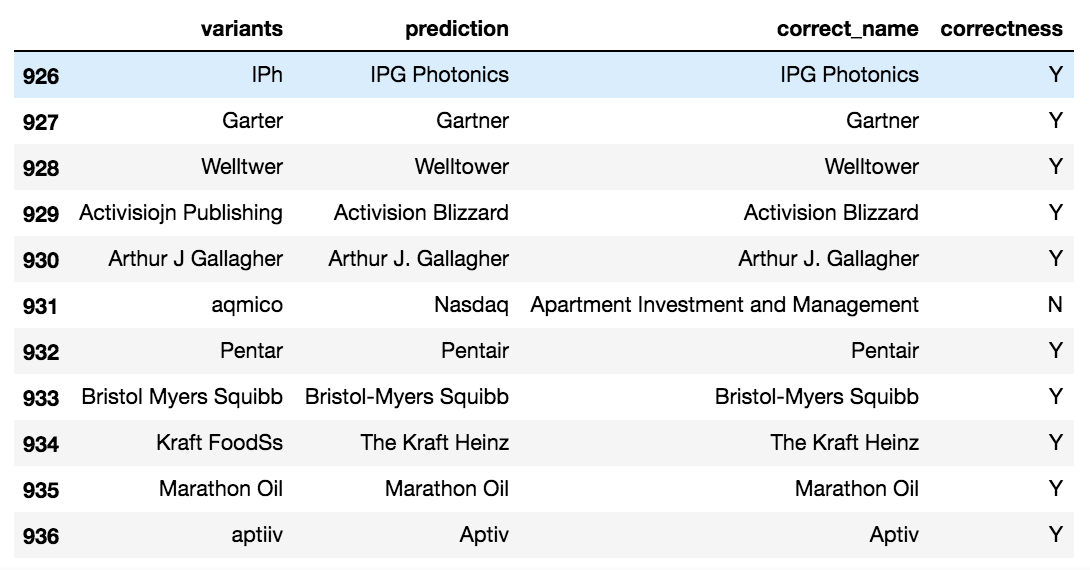 variants prediction correct_name correctness
926 IPh IPG Photonics IPG Photonics Y
927 Garter Gartner Gartner Y
928 Welltwer Welltower Welltower Y
929 Activisiojn Publishing Activision Blizzard Activision Blizzard Y
930 Arthur J Gallagher Arthur J. Gallagher Arthur J. Gallagher Y
931 aqmico Nasdaq Apartment Investment and Management N
932 Pentar Pentair Pentair Y
933 Bristol Myers Squibb Bristol-Myers Squibb Bristol-Myers Squibb Y
934 Kraft FoodSs The Kraft Heinz The Kraft Heinz Y
935 Marathon Oil Marathon Oil Marathon Oil Y
936 aptiiv Aptiv Aptiv Y